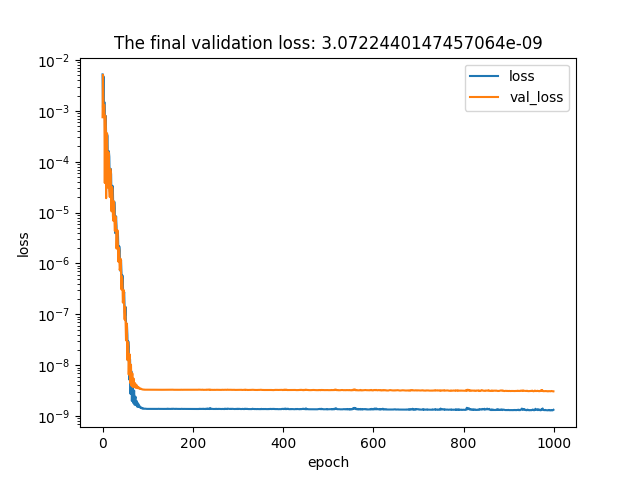 The final validation loss: 3.0722440147457064e-09
loss
val_loss
10⁻²
10⁻³
10⁻⁴
10⁻⁵
10⁻⁶
10⁻⁷
10⁻⁸
10⁻⁹
loss
0 200 400 600 800 1000
epoch